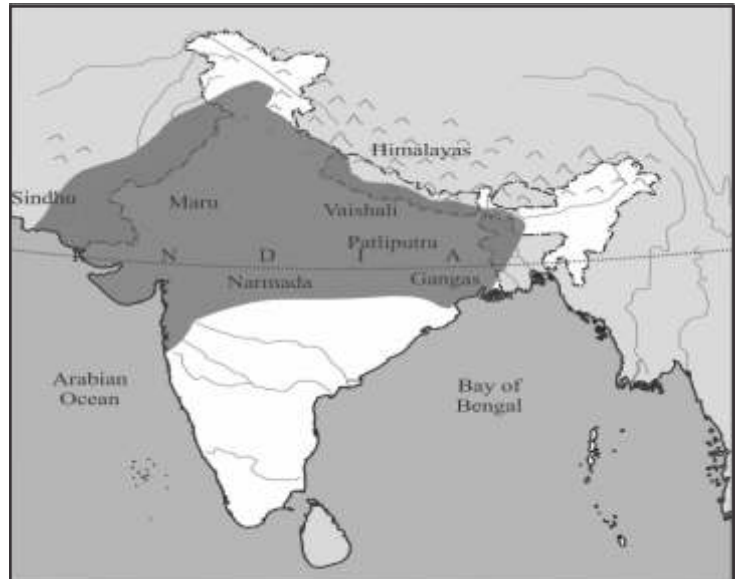 Himalayas
Sindhu
Maru
Vaishali
Patliputra
I N D I A
Narmada
Gangas
Arabian
Ocean
Bay of
Bengal